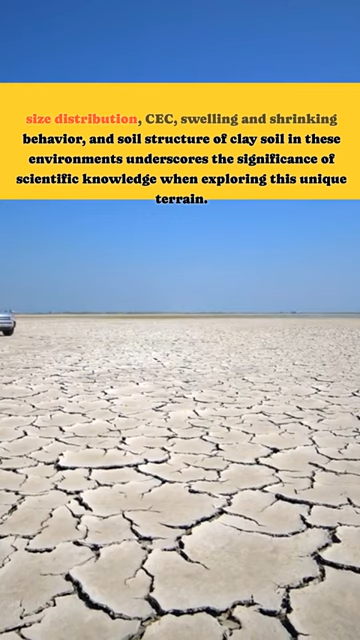 size distribution, CEC, swelling and shrinking
behavior, and soil structure of clay soil in these
environments underscores the significance of
scientific knowledge when exploring this unique
terrain.